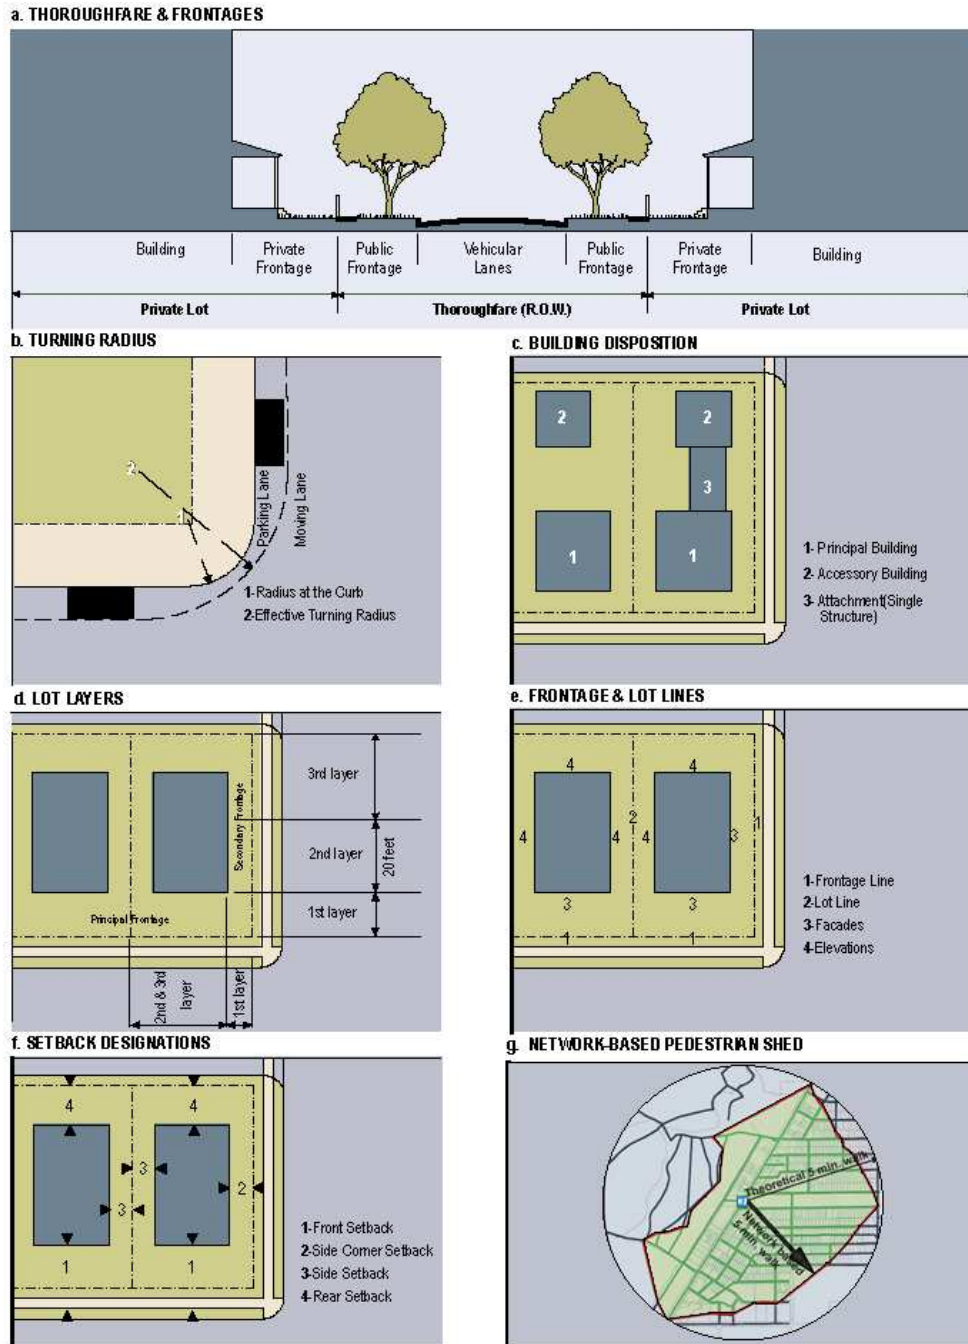 a. THOROUGHFARE & FRONTAGES
Building
Private
Frontage
Public
Frontage
Vehicular
Lanes
Public
Frontage
Private
Frontage
Building
Private Lot
Thoroughfare (R.O.W.)
Private Lot
b. TURNING RADIUS
2
1
Parking Lane
Moving Lane
1-Radius at the Curb
2-Effective Turning Radius
c. BUILDING DISPOSITION
2
2
3
1
1
1- Principal Building
2- Accessory Building
3- Attachment(Single
Structure)
d. LOT LAYERS
3rd layer
Secondary Frontage
2nd layer
20 feet
1st layer
Principal Frontage
2nd & 3rd
layer
1st layer
e. FRONTAGE & LOT LINES
4
4
2
1
4
4
4
3
3
3
1
1
1-Frontage Line
2-Lot Line
3-Facades
4-Elevations
f. SETBACK DESIGNATIONS
4
4
3
2
3
1
1
1-Front Setback
2-Side Corner Setback
3-Side Setback
4-Rear Setback
g. NETWORK-BASED PEDESTRIAN SHED
Theoretical 5 min. walk
Network based
5 min. walk